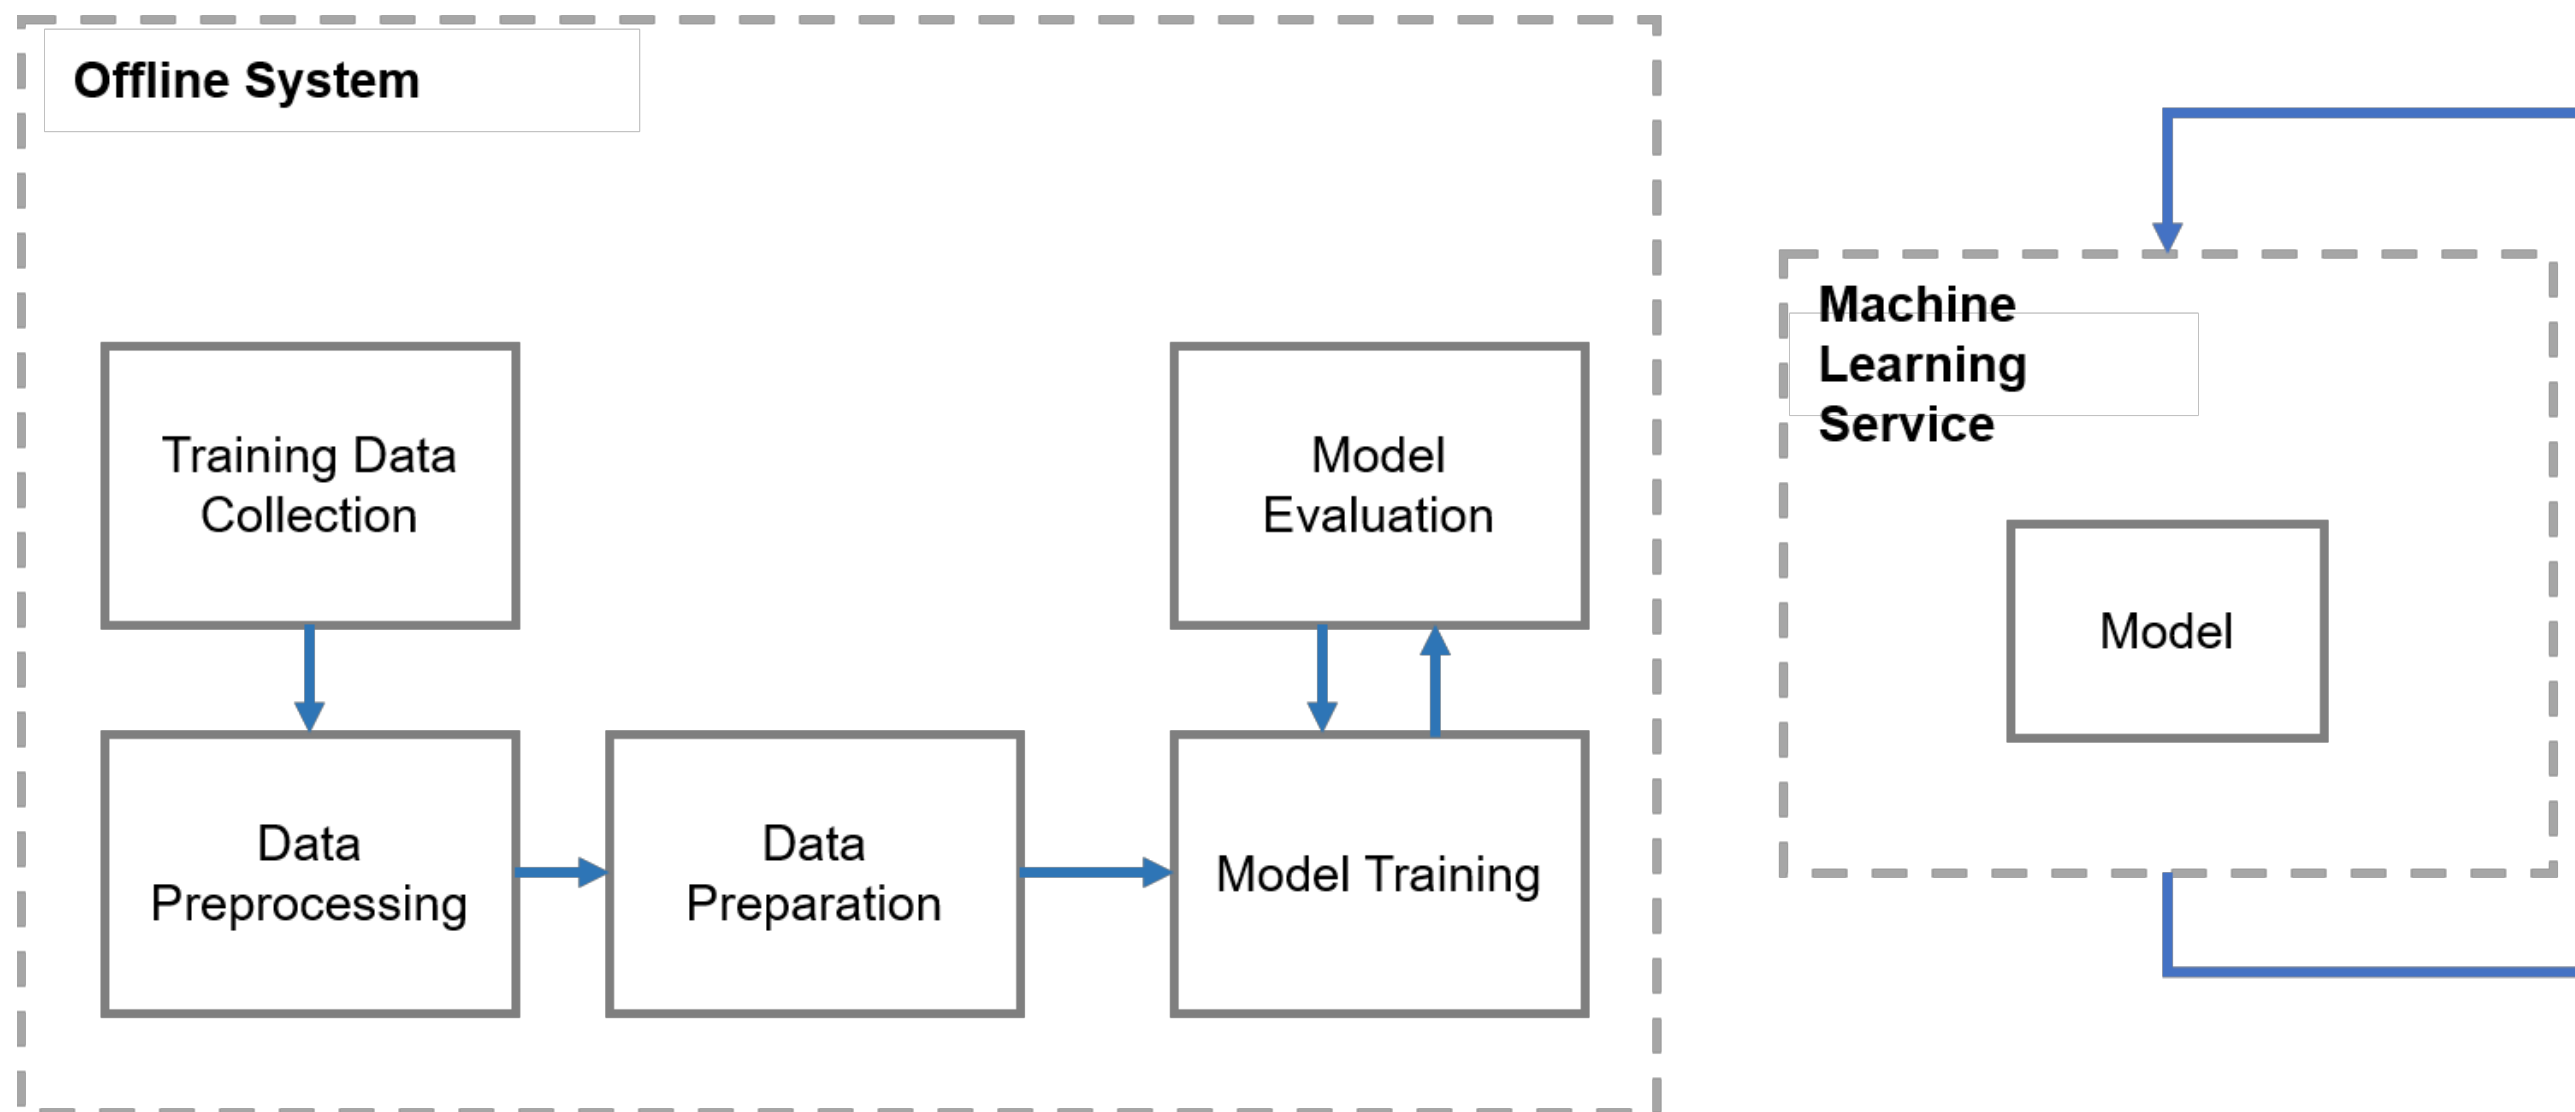 Offline System
Training Data
Collection
Model
Evaluation
Data
Preprocessing
Data
Preparation
Model Training
Machine
Learning
Service
Model